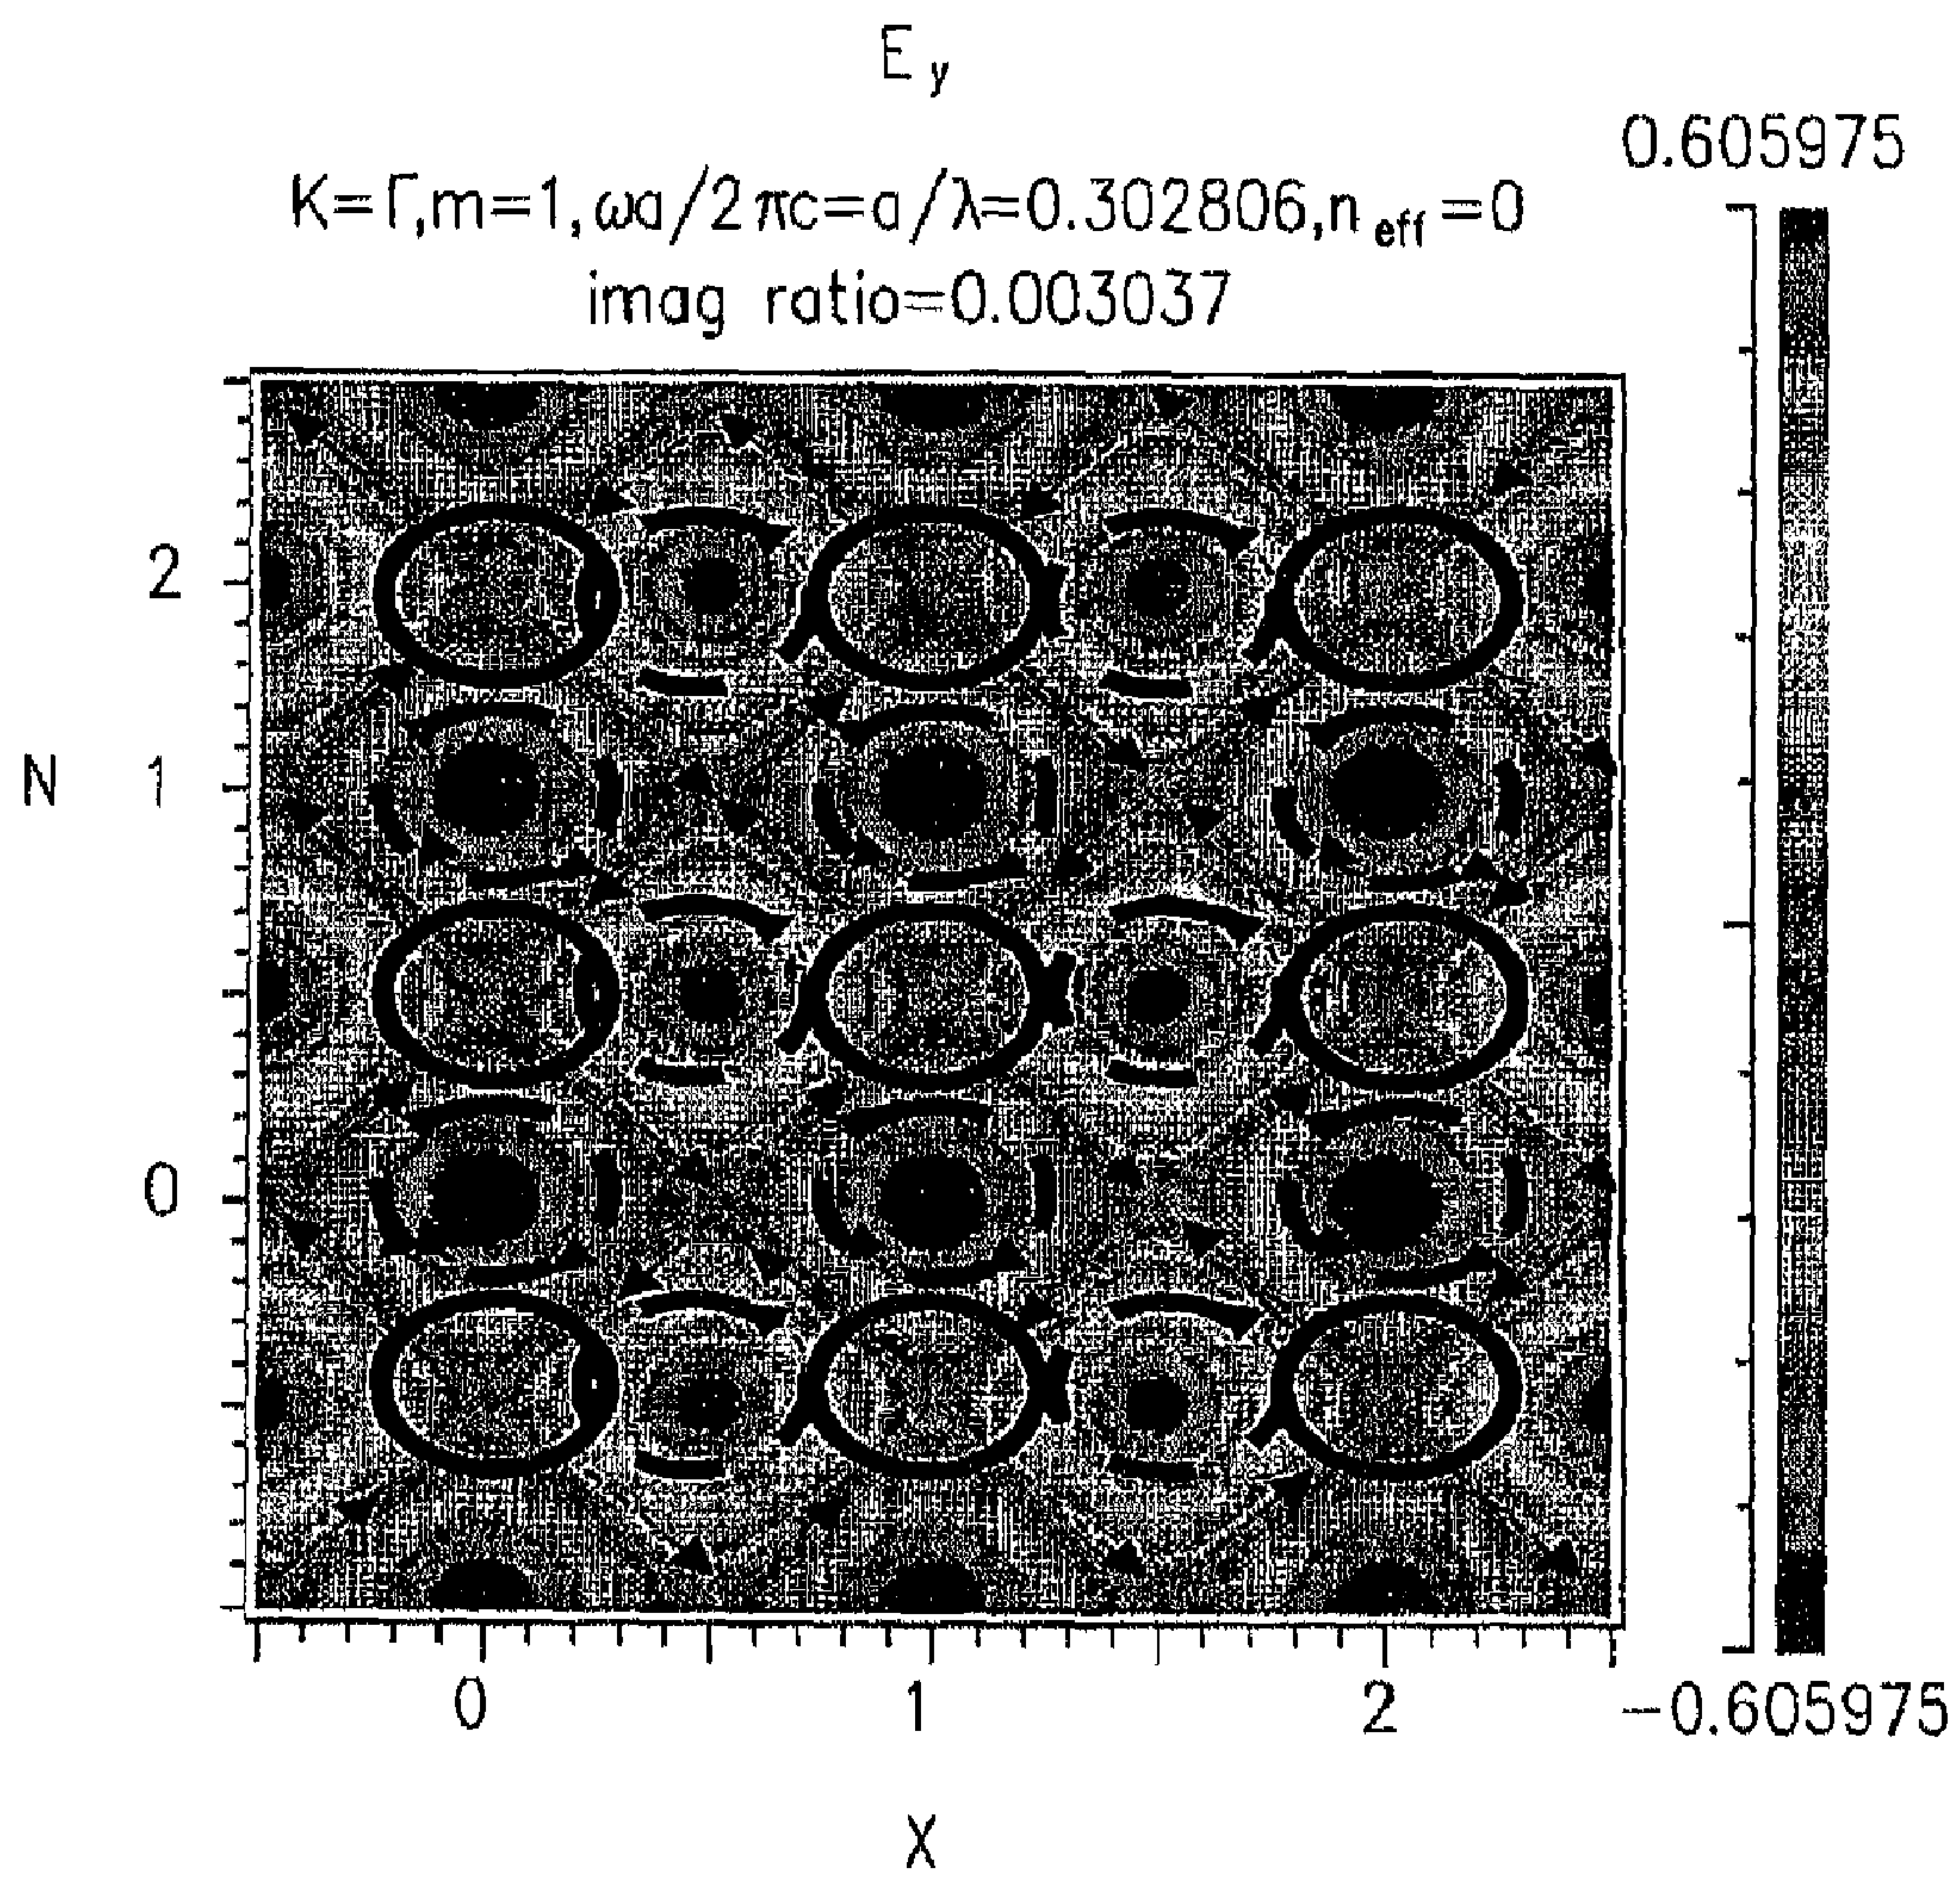 E y
0.605975
K=Γ,m=1,ωa/2πc=a/λ=0.302806,n eff=0
imag ratio=0.003037
2
N 1
0
0 1 2
-0.605975
X